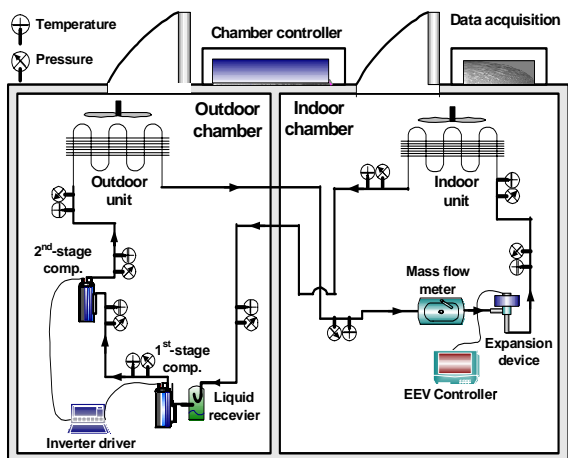 Temperature
Pressure
Chamber controller
Data acquisition
Outdoor
chamber
Indoor
chamber
Outdoor
unit
Indoor
unit
2nd-stage
comp.
Mass flow
meter
1st-stage
comp.
Expansion
device
Liquid
recevier
EEV Controller
Inverter driver